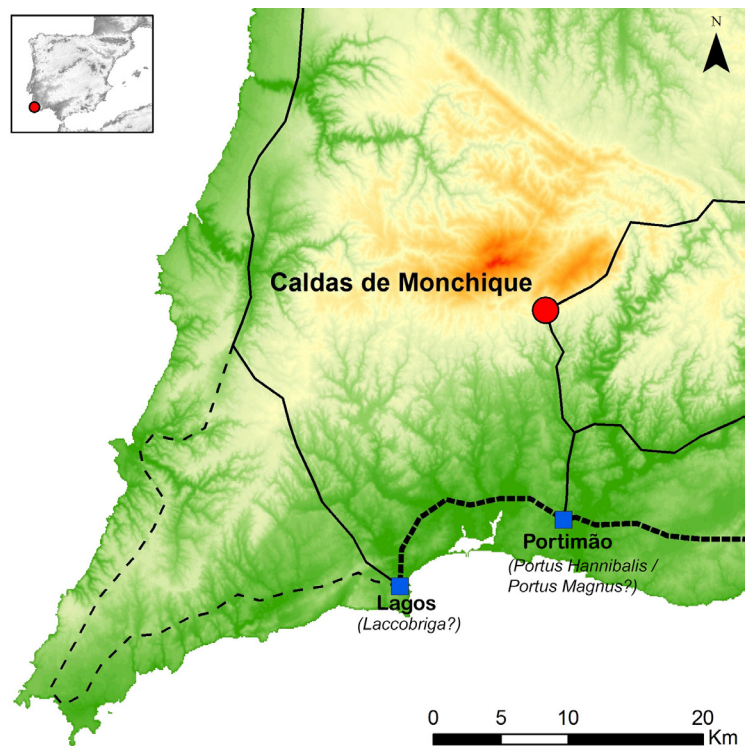 N
Caldas de Monchique
Portimão
(Portus Hannibalis /
Portus Magnus?)
Lagos
(Laccobriga?)
0 5 10 20
Km